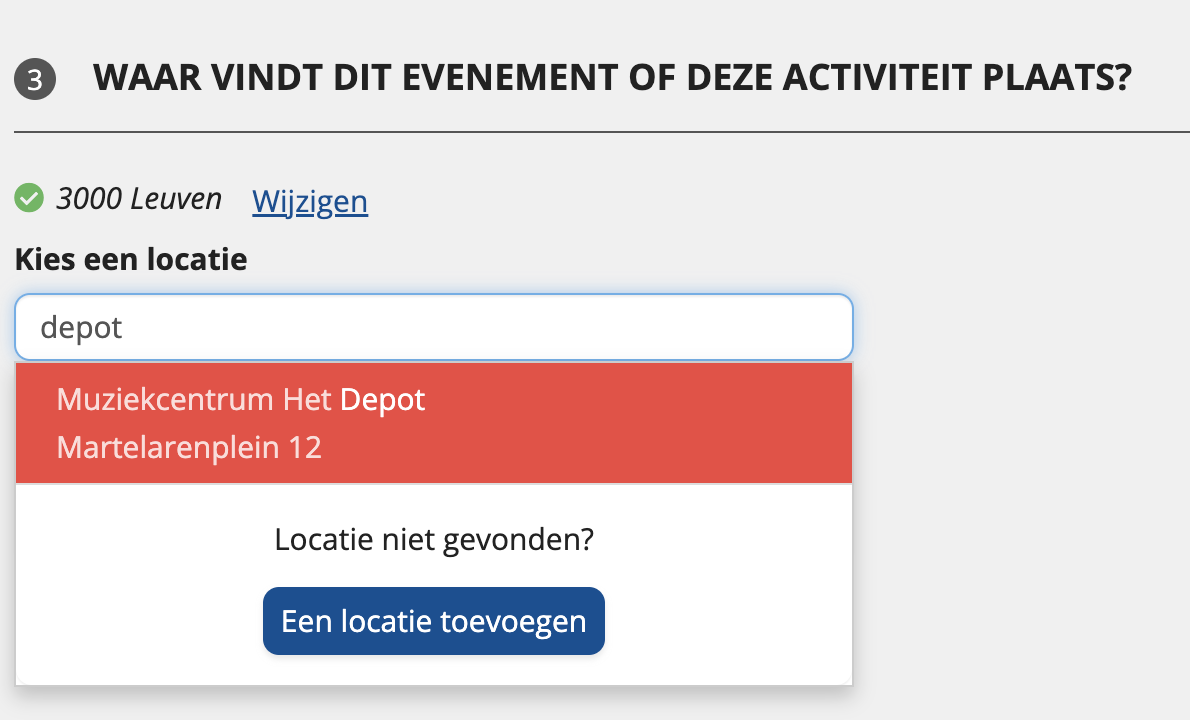 3 WAAR VINDT DIT EVENEMENT OF DEZE ACTIVITEIT PLAATS?
3000 Leuven Wijzigen
Kies een locatie
depot
Muziekcentrum Het Depot
Martelarenplein 12
Locatie niet gevonden?
Een locatie toevoegen